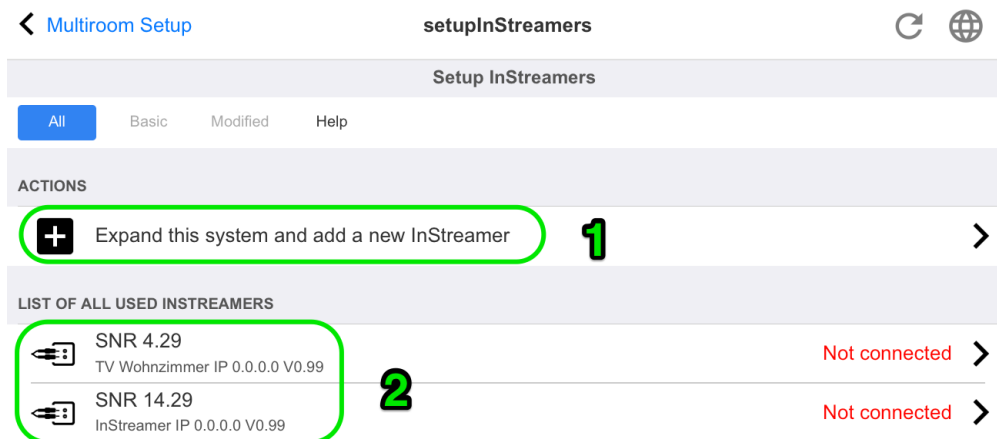 Multiroom Setup setupInStreamers
Setup InStreamers
All Basic Modified Help
ACTIONS
Expand this system and add a new InStreamer 1
LIST OF ALL USED INSTREAMERS
SNR 4.29
TV Wohnzimmer IP 0.0.0.0 V0.99
Not connected
2
SNR 14.29
InStreamer IP 0.0.0.0 V0.99
Not connected